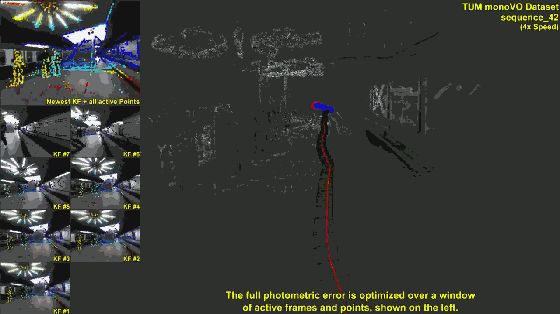 TUM monoVO Dataset
sequence_42
(4x Speed)
Newest KF + all active Points
KF #7
KF #5
KF #5
KF #4
KF #3
KF #2
KF #1
The full photometric error is optimized over a window
of active frames and points, shown on the left.